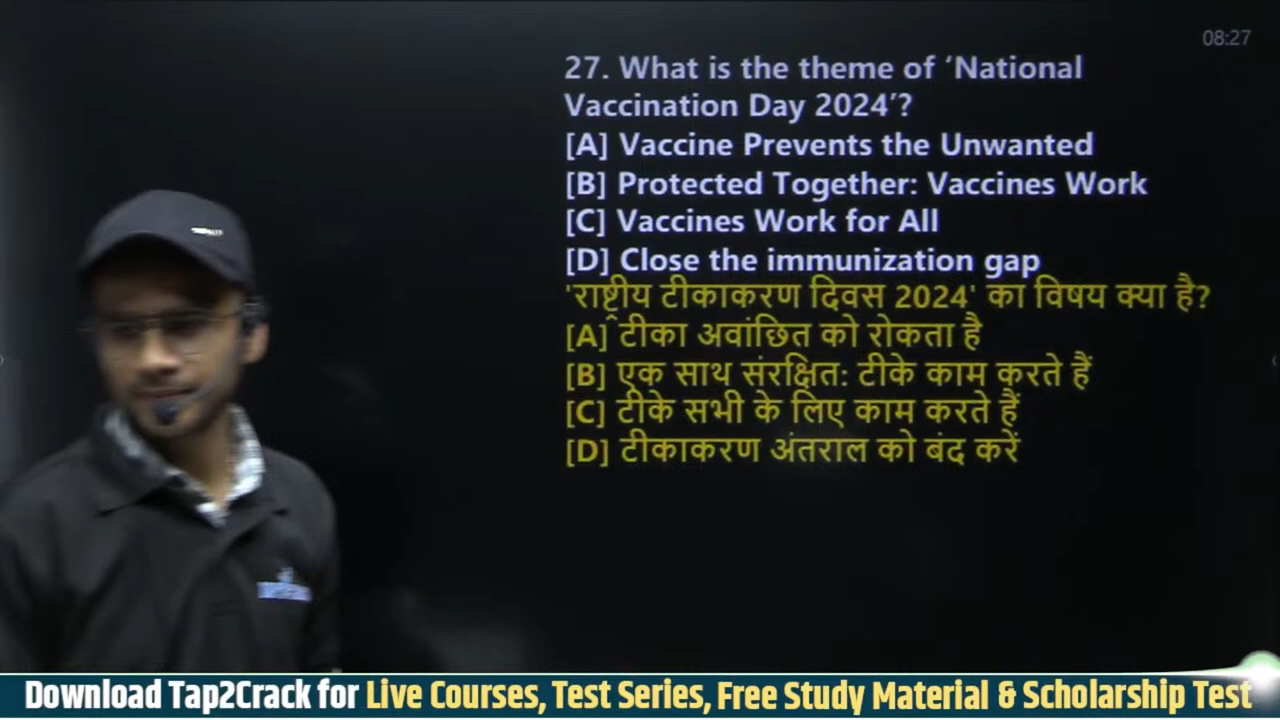 08:27
27. What is the theme of ‘National
Vaccination Day 2024’?
[A] Vaccine Prevents the Unwanted
[B] Protected Together: Vaccines Work
[C] Vaccines Work for All
[D] Close the immunization gap
'राष्ट्रीय टीकाकरण दिवस 2024' का विषय क्या है?
[A] टीका अवांछित को रोकता है
[B] एक साथ संरक्षित: टीके काम करते हैं
[C] टीके सभी के लिए काम करते हैं
[D] टीकाकरण अंतराल को बंद करें
Download Tap2Crack for Live Courses, Test Series, Free Study Material & Scholarship Test